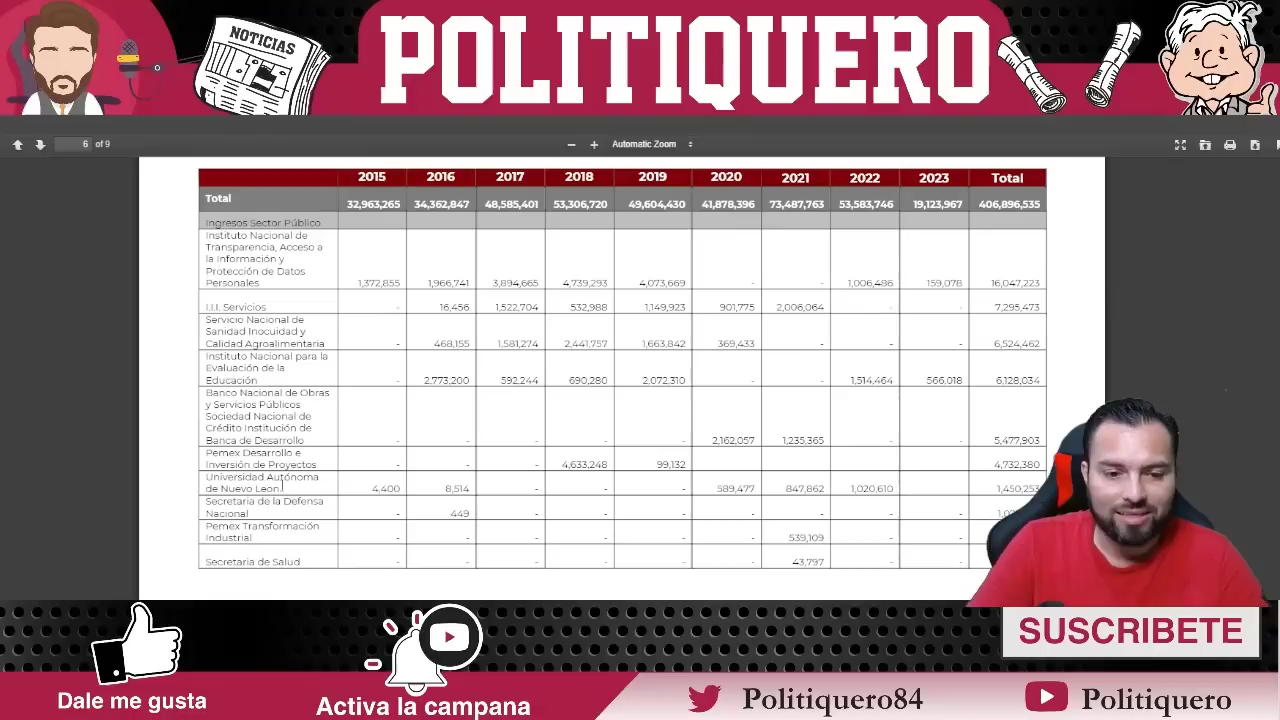 NOTICIAS
POLITIQUERO
6 of 9
Automatic Zoom
2015 2016 2017 2018 2019 2020 2021 2022 2023 Total
Total 32,963,265 34,362,847 48,585,401 53,306,720 49,604,430 41,878,396 73,487,763 53,583,746 19,123,967 406,896,535
Ingresos Sector Público
Instituto Nacional de
Transparencia, Acceso a
la Información y
Protección de Datos
Personales 1,372,855 1,966,741 3,894,665 4,739,293 4,073,669 - - 1,006,486 159,078 16,047,223
I.I.I. Servicios - 16,456 1,522,704 532,988 1,149,923 901,775 2,006,064 - - 7,295,473
Servicio Nacional de
Sanidad Inocuidad y
Calidad Agroalimentaria - 468,155 1,581,274 2,441,757 1,663,842 369,433 - - - 6,524,462
Instituto Nacional para la
Evaluación de la
Educación - 2,773,200 592,244 690,280 2,072,310 - - 1,514,464 566,018 6,128,034
Banco Nacional de Obras
y Servicios Públicos
Sociedad Nacional de
Crédito Institución de
Banca de Desarrollo - - - - - 2,162,057 1,235,365 - - 5,477,903
Pemex Desarrollo e
Inversión de Proyectos - - - 4,633,248 99,132 - - - - 4,732,380
Universidad Autónoma
de Nuevo Leon 4,400 8,514 - - - 589,477 847,862 1,020,610 - 1,450,253
Secretaria de la Defensa
Nacional - 449 - - - - - - -
Pemex Transformación
Industrial - - - - - - 539,109 - -
Secretaria de Salud - - - - - - 43,797 - -
SUSCRIBETE
Dale me gusta
Activa la campana
Politiquero84
Politiquero